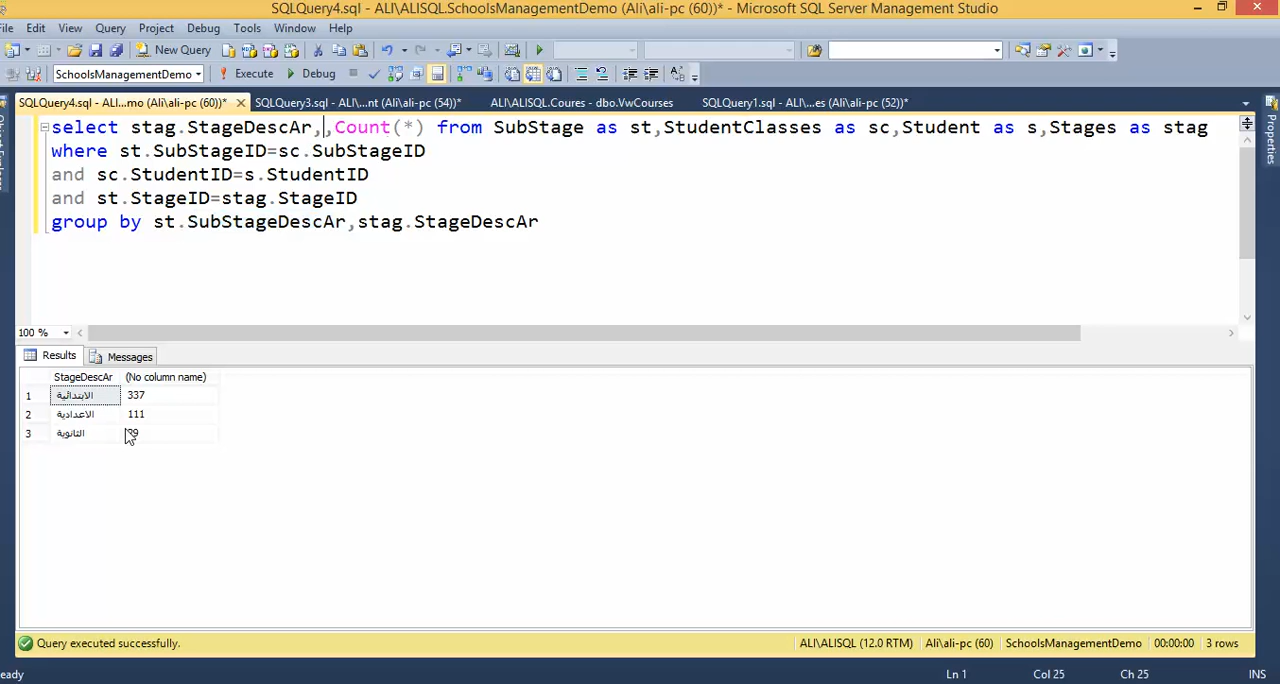 SQLQuery4.sql - ALI\ALISQL.SchoolsManagementDemo (Ali\ali-pc (60))* - Microsoft SQL Server Management Studio
File Edit View Query Project Debug Tools Window Help
New Query
SchoolsManagementDemo Execute Debug
SQLQuery4.sql - ALI...mo (Ali\ali-pc (60))* SQLQuery3.sql - ALI\...nt (Ali\ali-pc (54))* ALI\ALISQL.Coures - dbo.VwCourses SQLQuery1.sql - ALI\...es (Ali\ali-pc (52))*
Object Explorer
Properties
select stag.StageDescAr,,Count(*) from SubStage as st,StudentClasses as sc,Student as s,Stages as stag
where st.SubStageID=sc.SubStageID
and sc.StudentID=s.StudentID
and st.StageID=stag.StageID
group by st.SubStageDescAr,stag.StageDescAr
100 %
Results Messages
StageDescAr (No column name)
1 الابتدائية 337
2 الاعدادية 111
3 الثانوية
Query executed successfully. ALI\ALISQL (12.0 RTM) Ali\ali-pc (60) SchoolsManagementDemo 00:00:00 3 rows
eady Ln 1 Col 25 Ch 25 INS